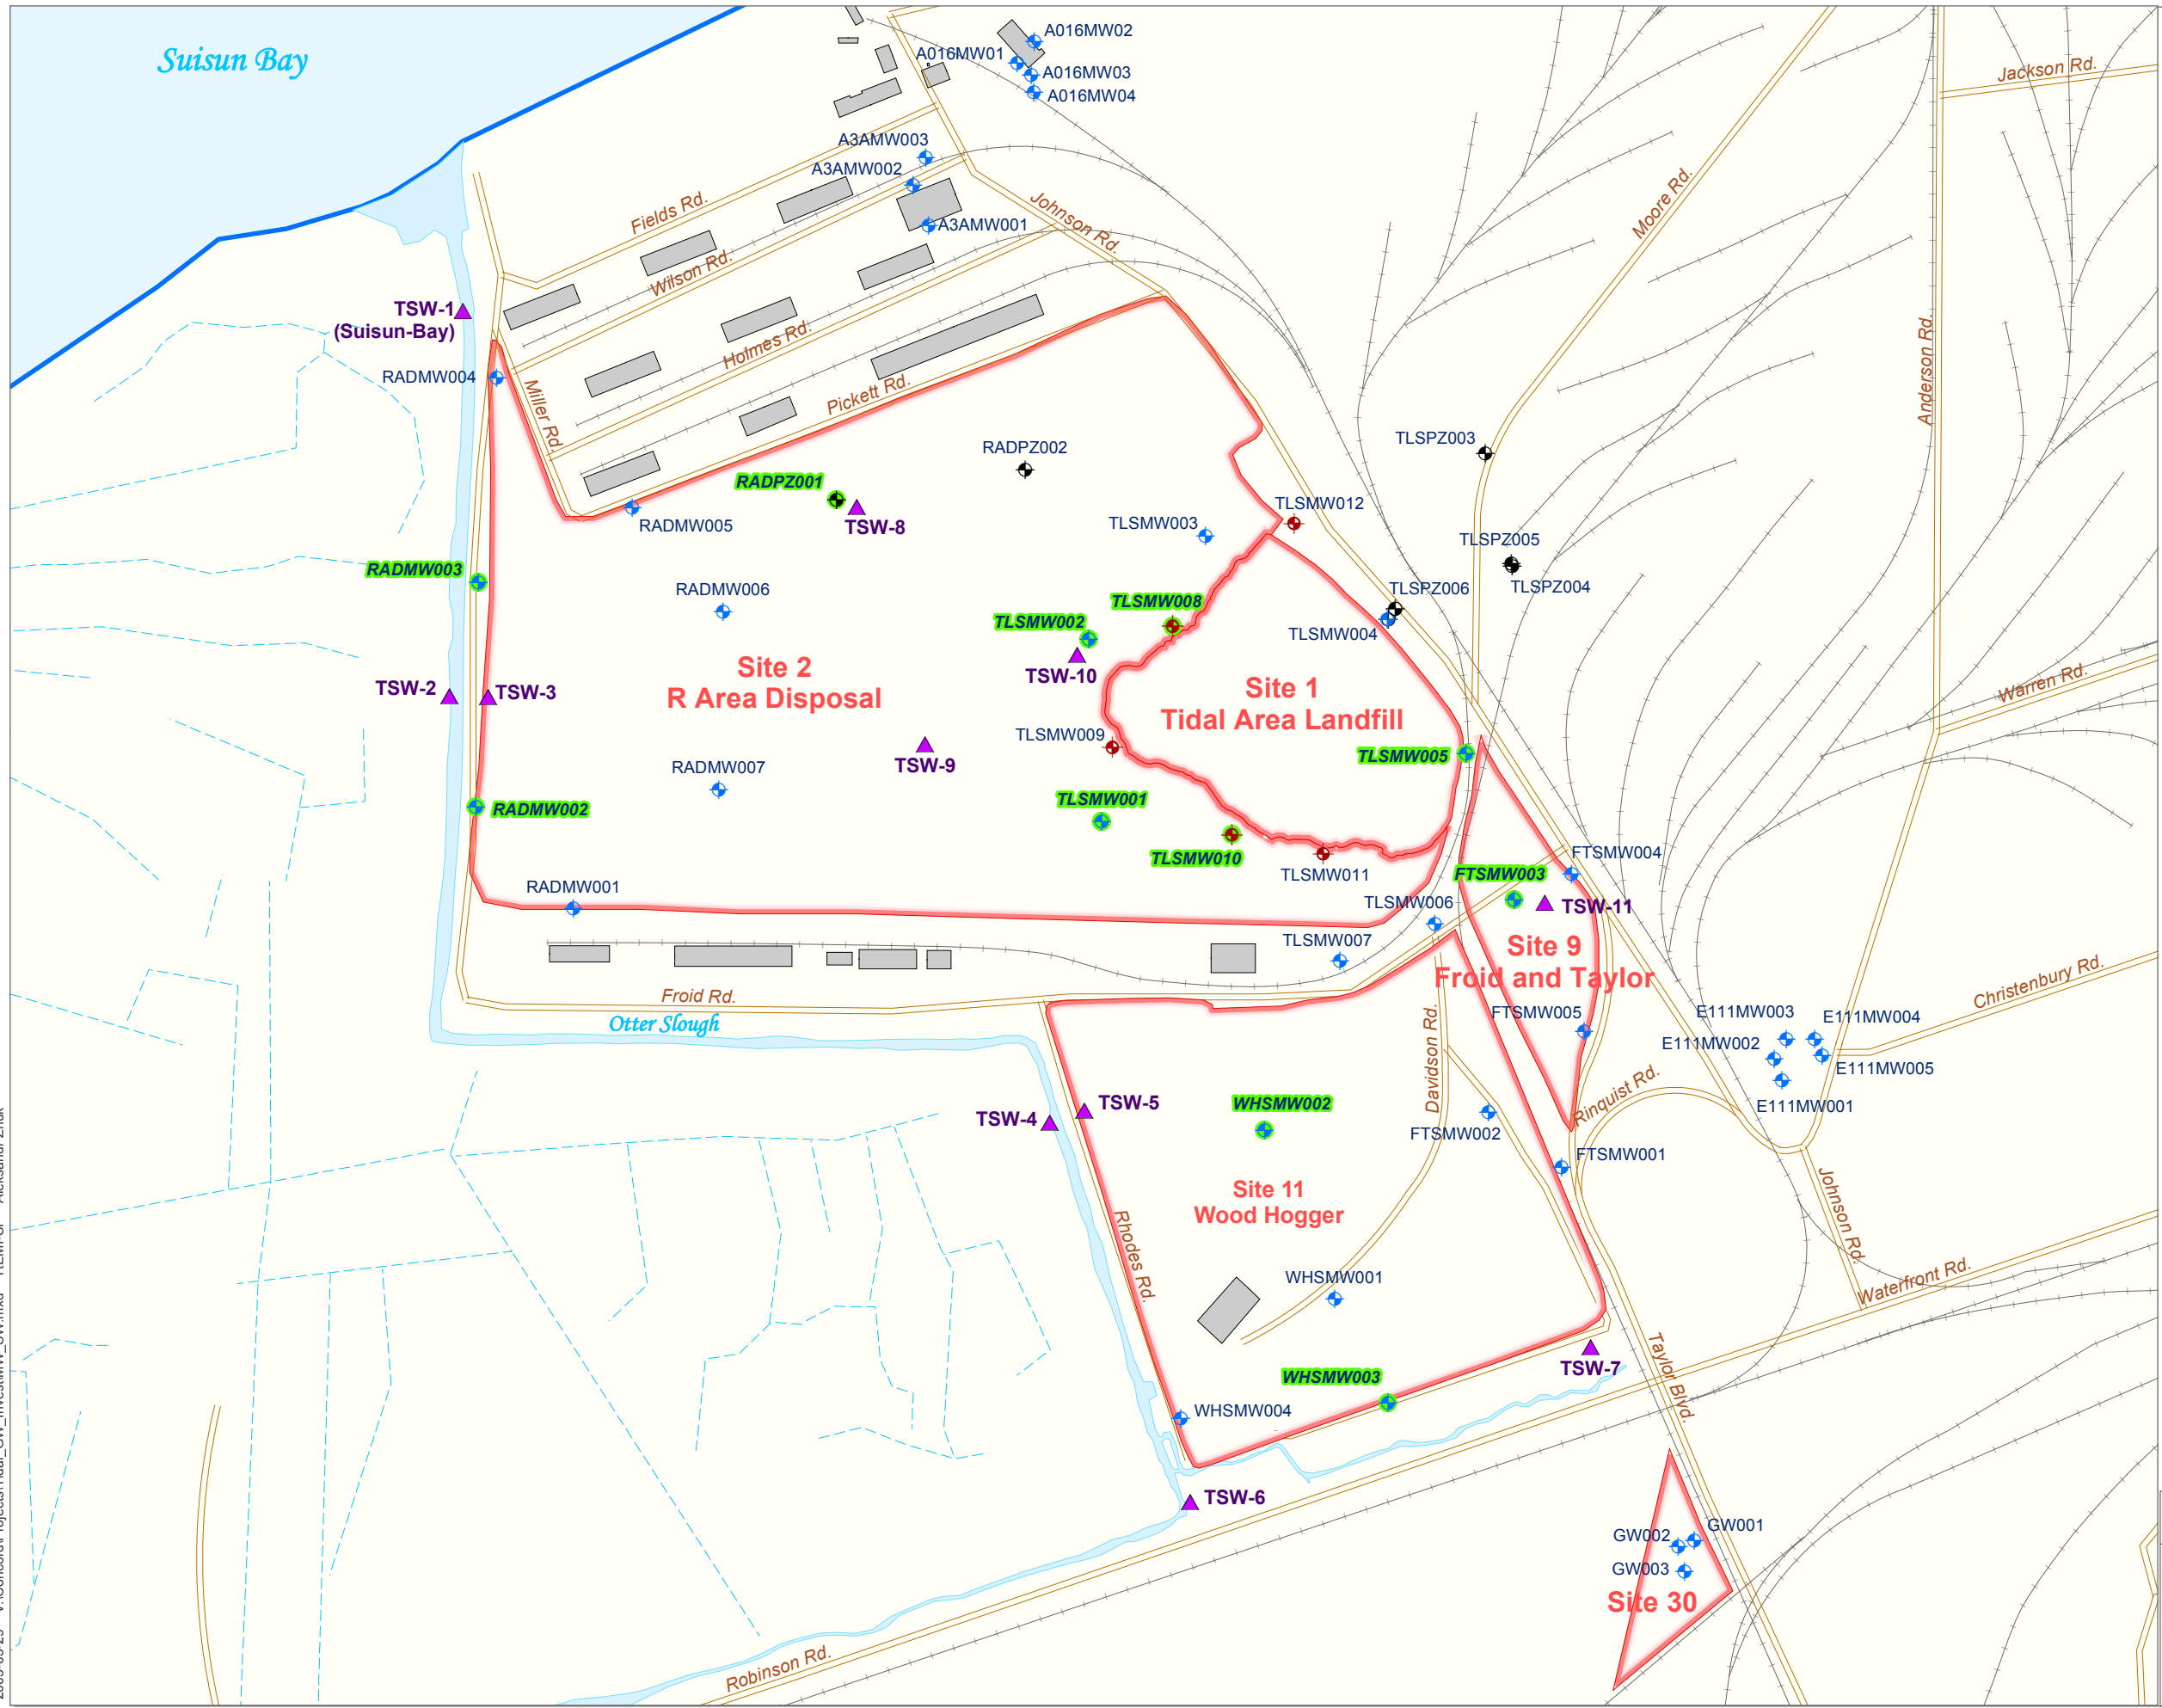 Suisun Bay
A016MW02
A016MW01
A016MW03
A016MW04
Jackson Rd.
A3AMW003
A3AMW002
A3AMW001
Fields Rd.
Johnson Rd.
Moore Rd.
Wilson Rd.
TSW-1
(Suisun-Bay)
Holmes Rd.
Anderson Rd.
RADMW004
Miller Rd.
Pickett Rd.
RADPZ002
TLSPZ003
RADPZ001
TSW-8
RADMW005
TLSMW003
TLSMW012
TLSPZ005
TLSPZ004
RADMW003
RADMW006
TLSMW002
TLSMW008
TLSPZ006
TLSMW004
TSW-10
Site 2
R Area Disposal
Site 1
Tidal Area Landfill
TSW-2
TSW-3
Warren Rd.
TLSMW009
TLSMW005
TSW-9
RADMW007
RADMW002
TLSMW001
TLSMW010
TLSMW011
FTSMW004
FTSMW003
RADMW001
TLSMW006
TSW-11
TLSMW007
Site 9
Froid and Taylor
Froid Rd.
Christenbury Rd.
Otter Slough
Davidson Rd.
FTSMW005
E111MW003
E111MW004
E111MW002
E111MW005
E111MW001
Rinquist Rd.
TSW-4
TSW-5
WHSMW002
FTSMW002
FTSMW001
Site 11
Wood Hogger
Rhodes Rd.
Johnson Rd.
WHSMW001
Waterfront Rd.
TSW-7
Taylor Blvd.
WHSMW003
WHSMW004
TSW-6
GW002
GW001
GW003
Site 30
Robinson Rd.